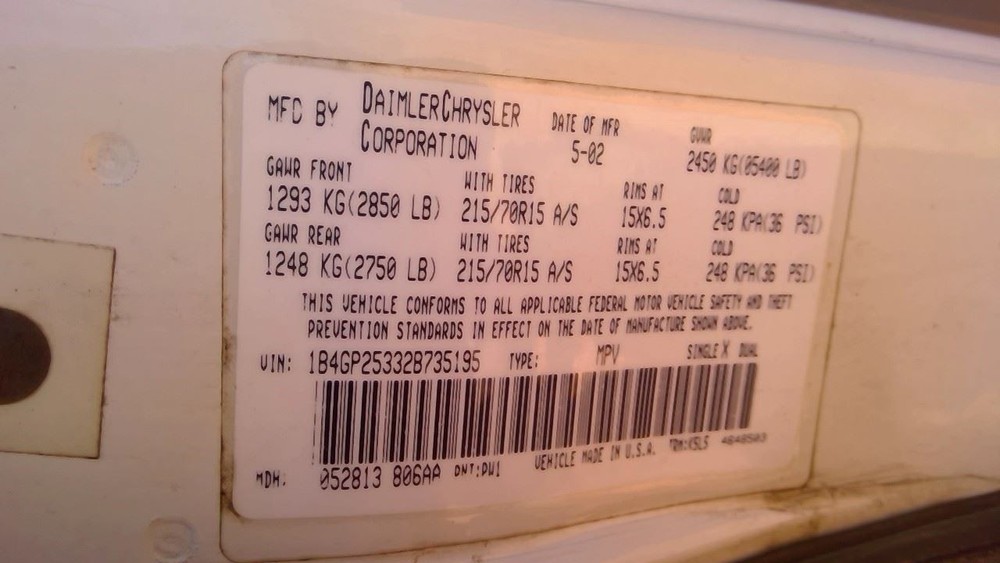 MFD BY DAIMLERCHRYSLER CORPORATION
DATE OF MFR 5-02
GVWR 2450 KG(05400 LB)
GAWR FRONT WITH TIRES RIMS AT COLD
1293 KG(2850 LB) 215/70R15 A/S 15X6.5 248 KPA(36 PSI)
GAWR REAR WITH TIRES RIMS AT COLD
1248 KG(2750 LB) 215/70R15 A/S 15X6.5 248 KPA(36 PSI)
THIS VEHICLE CONFORMS TO ALL APPLICABLE FEDERAL MOTOR VEHICLE SAFETY AND THEFT
PREVENTION STANDARDS IN EFFECT ON THE DATE OF MANUFACTURE SHOWN ABOVE.
VIN: 1B4GP25332B735195 TYPE: MPV SINGLE X DUAL
MDH: 052813 806AA PNT:PW1 VEHICLE MADE IN U.S.A. TRM:K5L5